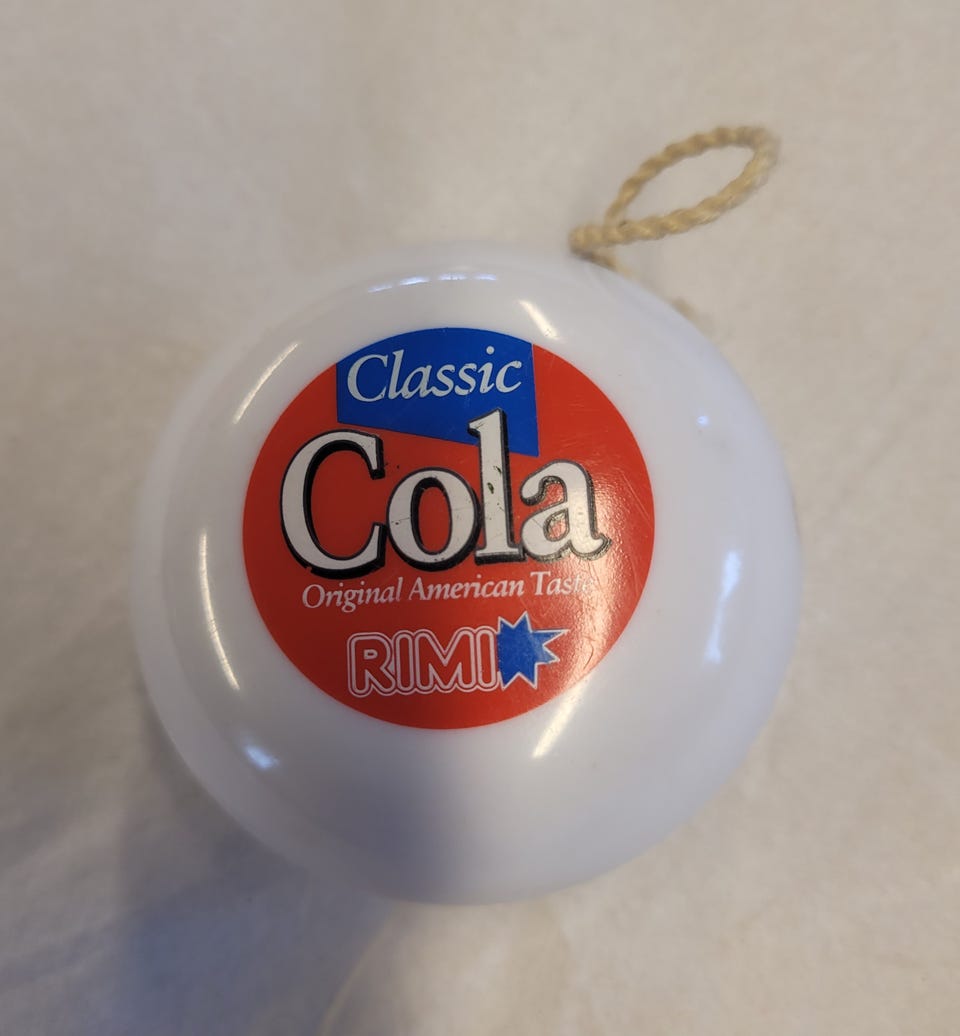 Classic
Cola
Original American Taste
RIMI